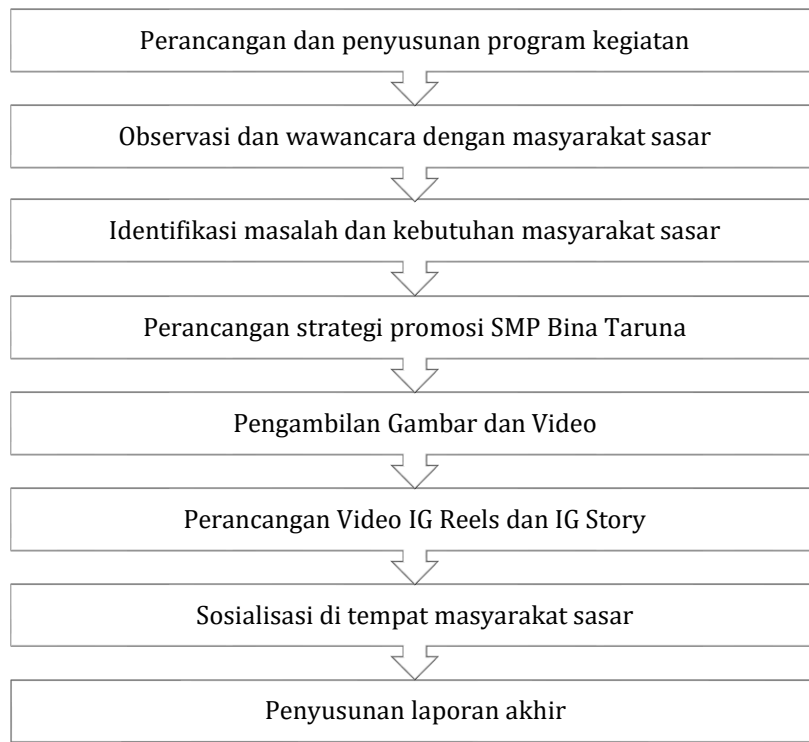 Perancangan dan penyusunan program kegiatan
Observasi dan wawancara dengan masyarakat sasar
Identifikasi masalah dan kebutuhan masyarakat sasar
Perancangan strategi promosi SMP Bina Taruna
Pengambilan Gambar dan Video
Perancangan Video IG Reels dan IG Story
Sosialisasi di tempat masyarakat sasar
Penyusunan laporan akhir